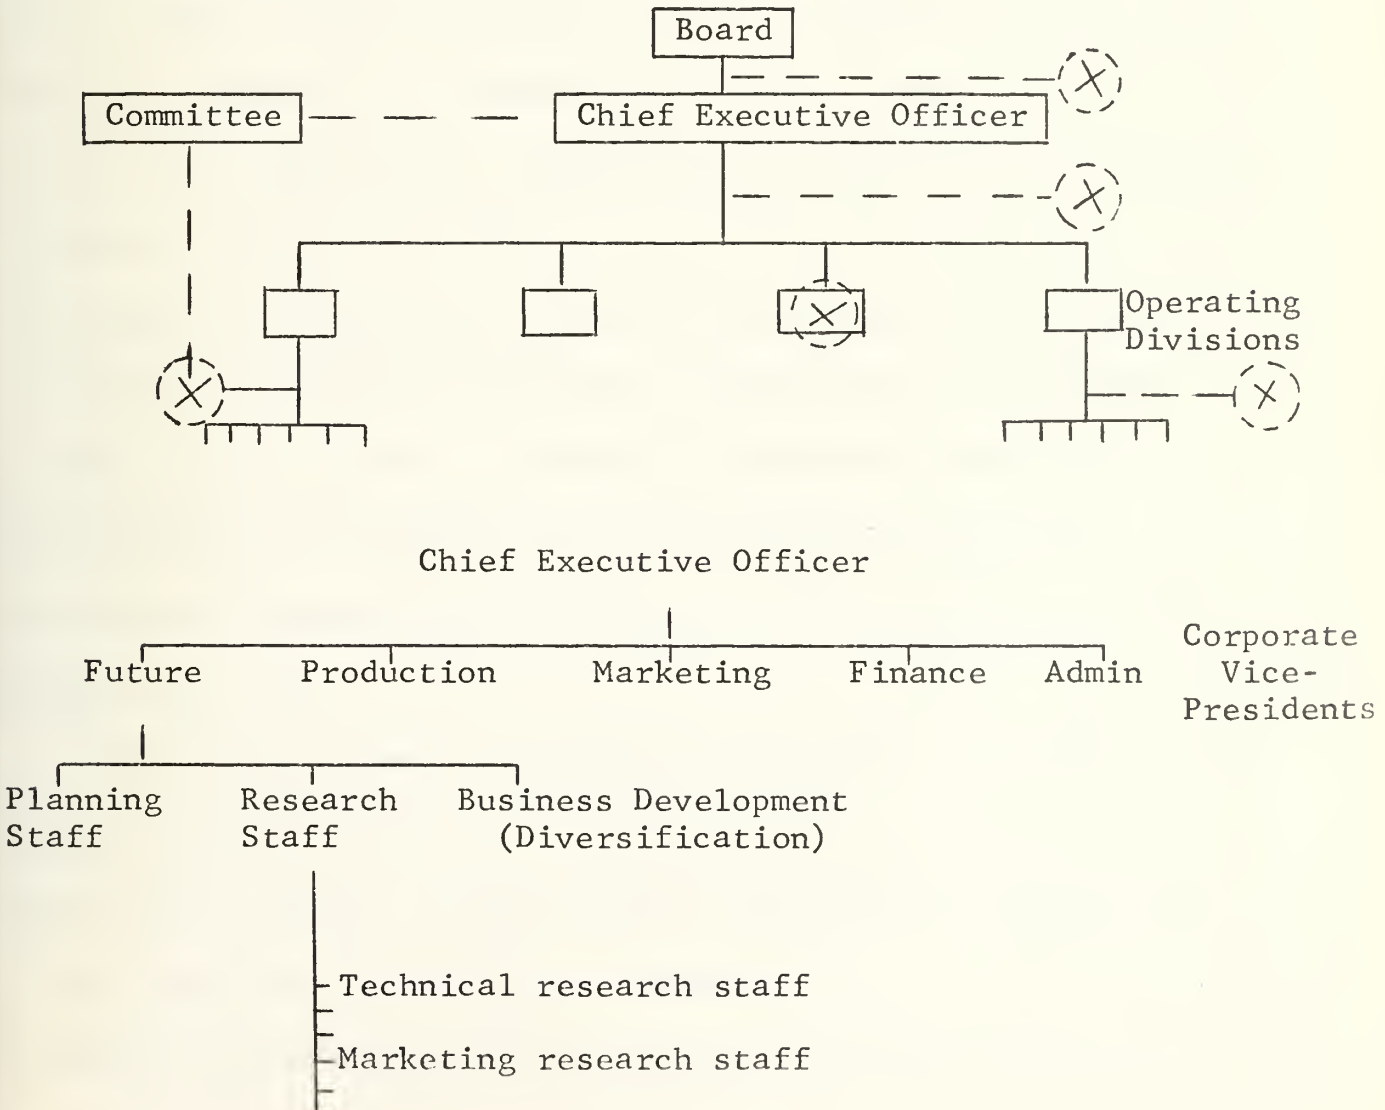 Board
X
Committee
Chief Executive Officer
X
X
Operating
Divisions
X
X
Chief Executive Officer
Corporate
Vice-
Presidents
Future Production Marketing Finance Admin
Planning
Staff
Research
Staff
Business Development
(Diversification)
Technical research staff
Marketing research staff